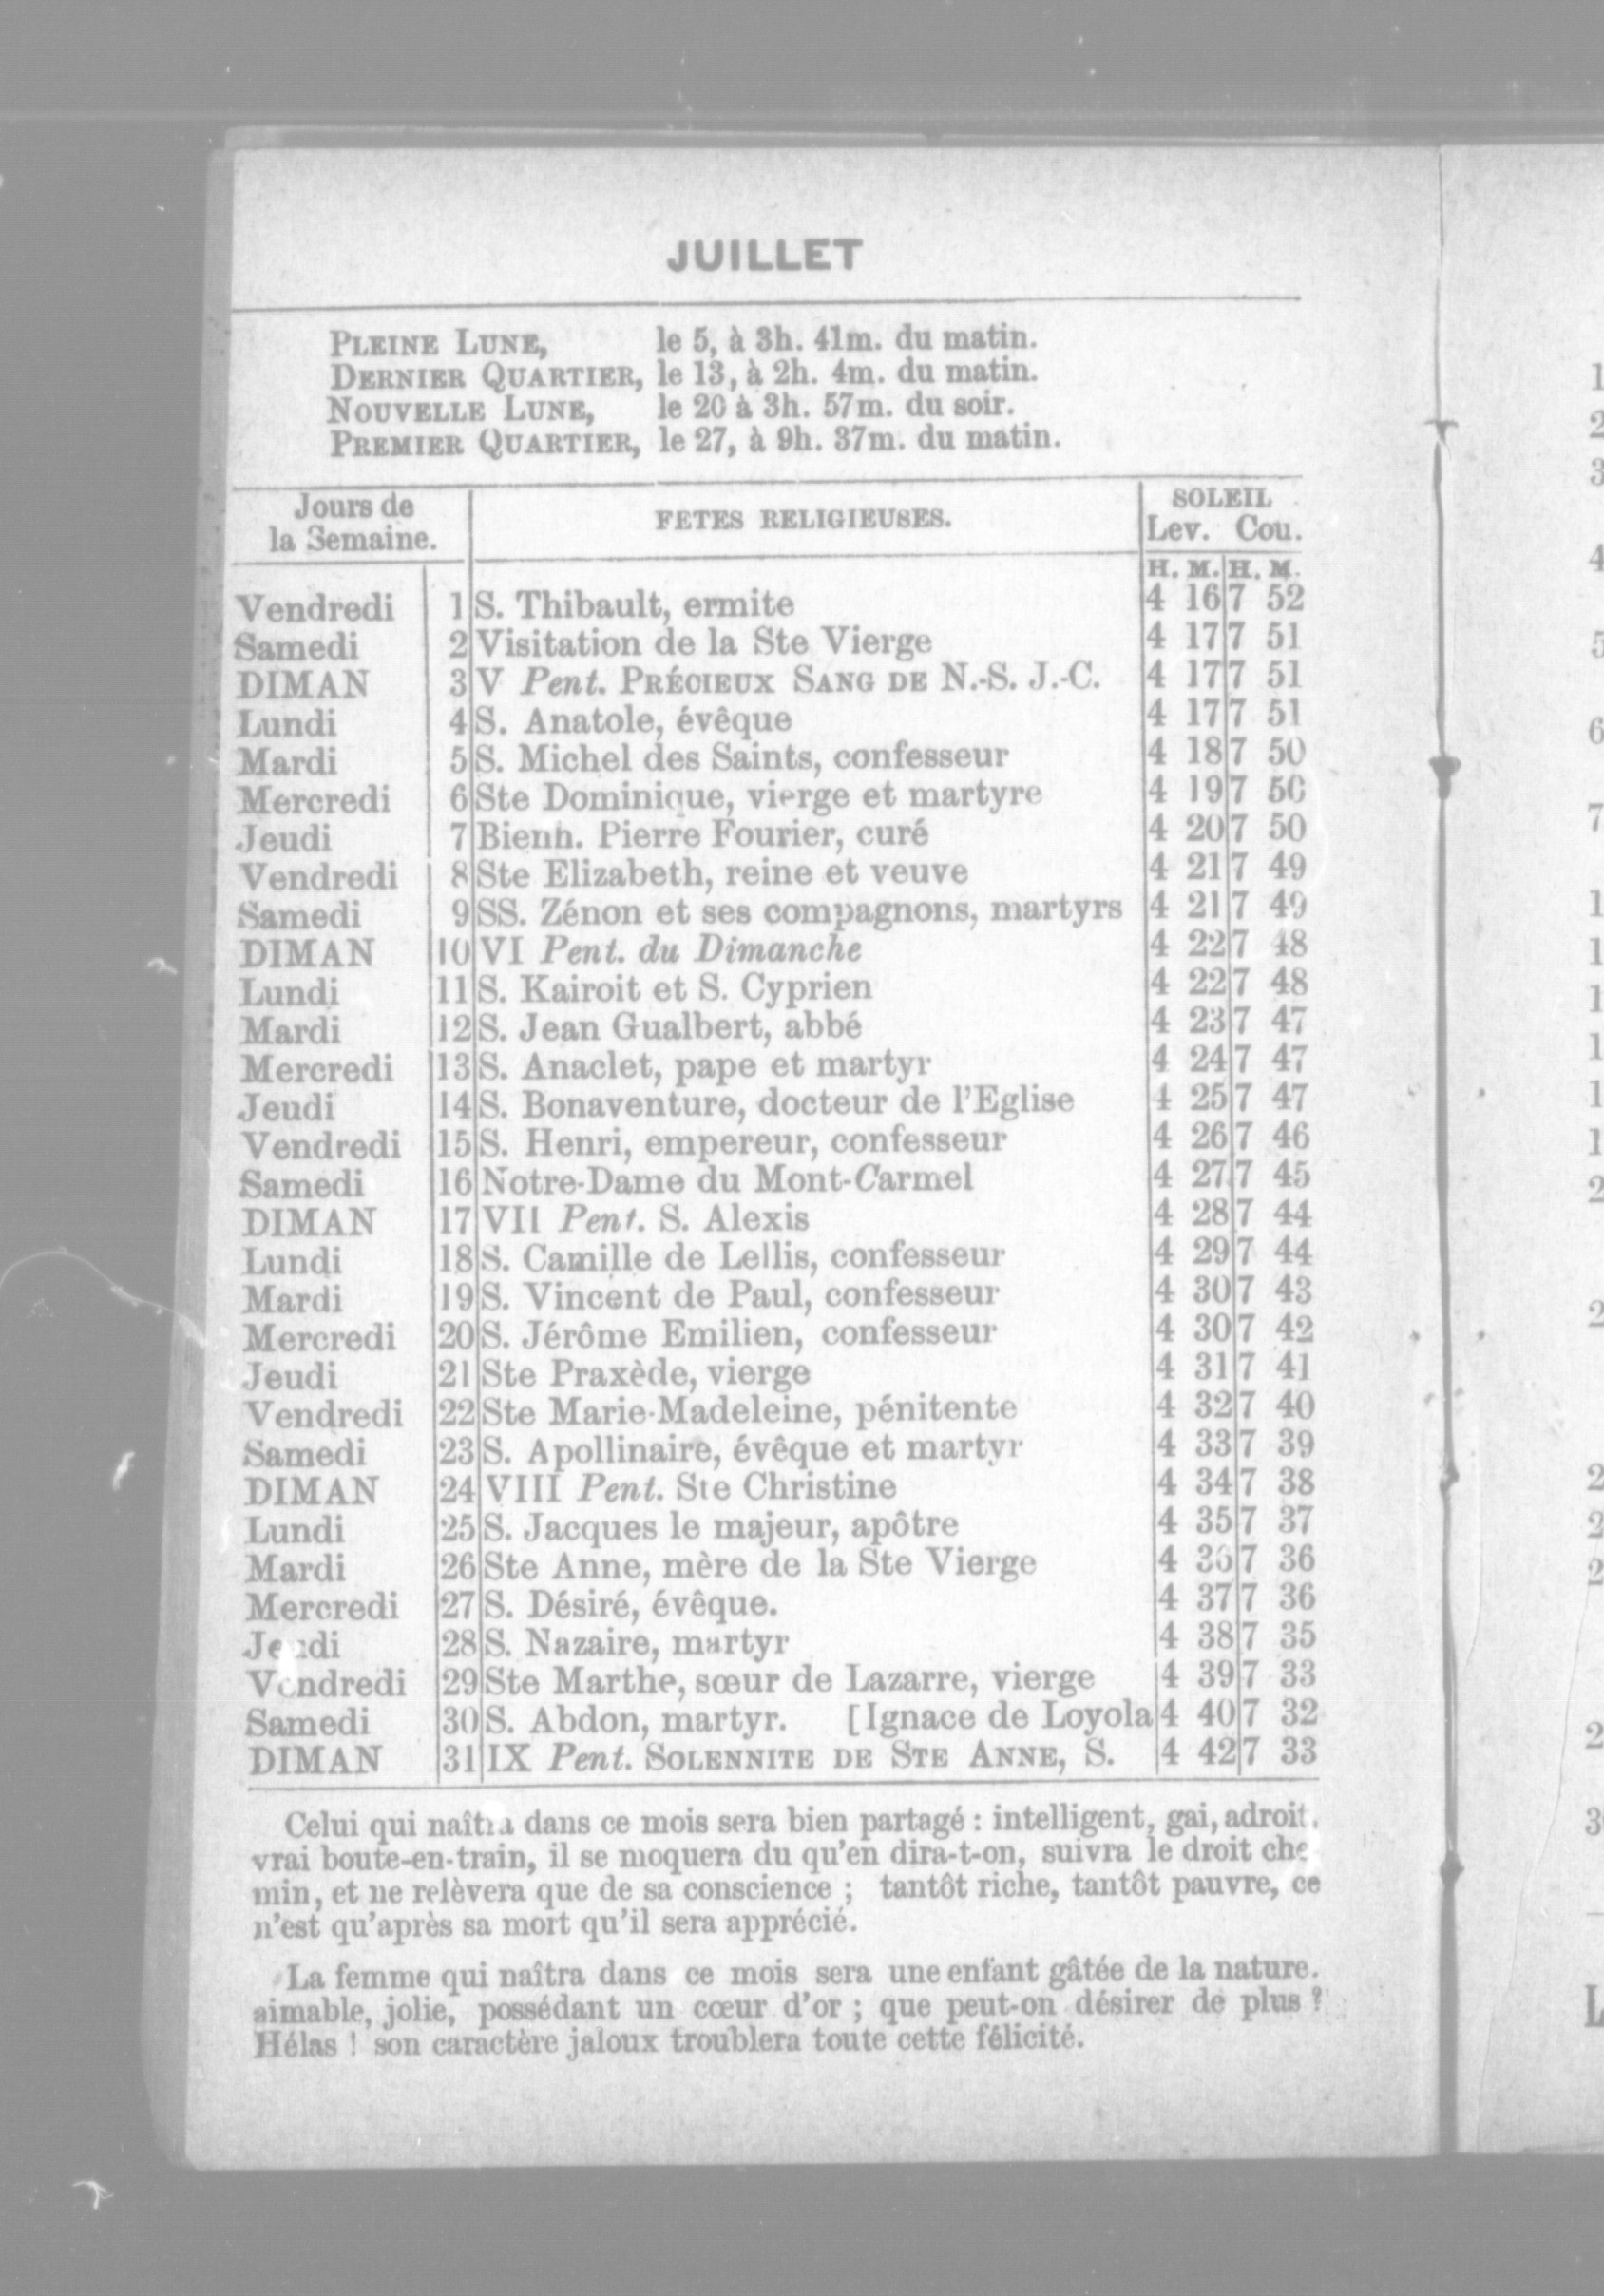 JUILLET
PLEINE LUNE, le 5, à 3h. 41m. du matin.
DERNIER QUARTIER, le 13, à 2h. 4m. du matin.
NOUVELLE LUNE, le 20 à 3h. 57m. du soir.
PREMIER QUARTIER, le 27, à 9h. 37m. du matin.
Jours de la Semaine. FETES RELIGIEUSES. SOLEIL
Lev. Cou.
H. M. H. M.
Vendredi 1 S. Thibault, ermite 4 16 7 52
Samedi 2 Visitation de la Ste Vierge 4 17 7 51
DIMAN 3 V Pent. PRÉCIEUX SANG DE N.-S. J.-C. 4 17 7 51
Lundi 4 S. Anatole, évêque 4 17 7 51
Mardi 5 S. Michel des Saints, confesseur 4 18 7 50
Mercredi 6 Ste Dominique, vierge et martyre 4 19 7 50
Jeudi 7 Bienh. Pierre Fourier, curé 4 20 7 50
Vendredi 8 Ste Elizabeth, reine et veuve 4 21 7 49
Samedi 9 SS. Zénon et ses compagnons, martyrs 4 21 7 49
DIMAN 10 VI Pent. du Dimanche 4 22 7 48
Lundi 11 S. Kairoit et S. Cyprien 4 22 7 48
Mardi 12 S. Jean Gualbert, abbé 4 23 7 47
Mercredi 13 S. Anaclet, pape et martyr 4 24 7 47
Jeudi 14 S. Bonaventure, docteur de l'Eglise 4 25 7 47
Vendredi 15 S. Henri, empereur, confesseur 4 26 7 46
Samedi 16 Notre-Dame du Mont-Carmel 4 27 7 45
DIMAN 17 VII Pent. S. Alexis 4 28 7 44
Lundi 18 S. Camille de Lellis, confesseur 4 29 7 44
Mardi 19 S. Vincent de Paul, confesseur 4 30 7 43
Mercredi 20 S. Jérôme Emilien, confesseur 4 30 7 42
Jeudi 21 Ste Praxède, vierge 4 31 7 41
Vendredi 22 Ste Marie-Madeleine, pénitente 4 32 7 40
Samedi 23 S. Apollinaire, évêque et martyr 4 33 7 39
DIMAN 24 VIII Pent. Ste Christine 4 34 7 38
Lundi 25 S. Jacques le majeur, apôtre 4 35 7 37
Mardi 26 Ste Anne, mère de la Ste Vierge 4 36 7 36
Mercredi 27 S. Désiré, évêque. 4 37 7 36
Jeudi 28 S. Nazaire, martyr 4 38 7 35
Vendredi 29 Ste Marthe, sœur de Lazarre, vierge 4 39 7 33
Samedi 30 S. Abdon, martyr. [Ignace de Loyola 4 40 7 32
DIMAN 31 IX Pent. SOLENNITE DE STE ANNE, S. 4 42 7 33
Celui qui naîtra dans ce mois sera bien partagé : intelligent, gai, adroit,
vrai boute-en-train, il se moquera du qu'en dira-t-on, suivra le droit che
min, et ne relèvera que de sa conscience ; tantôt riche, tantôt pauvre, ce
n'est qu'après sa mort qu'il sera apprécié.
La femme qui naîtra dans ce mois sera une enfant gâtée de la nature.
aimable, jolie, possédant un cœur d'or ; que peut-on désirer de plus ?
Hélas ! son caractère jaloux troublera toute cette félicité.